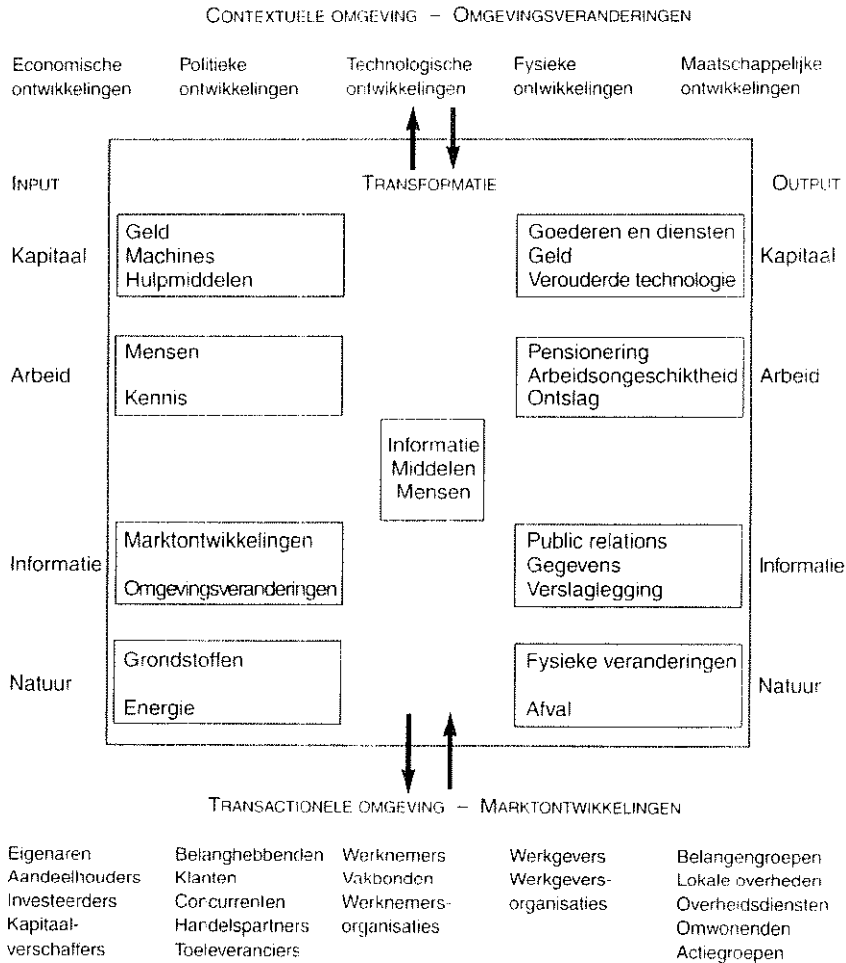 CONTEXTUELE OMGEVING – OMGEVINGSVERANDERINGEN
Economische ontwikkelingen
Politieke ontwikkelingen
Technologische ontwikkelingen
Fysieke ontwikkelingen
Maatschappelijke ontwikkelingen
INPUT
TRANSFORMATIE
OUTPUT
Kapitaal
Geld
Machines
Hulpmiddelen
Goederen en diensten
Geld
Verouderde technologie
Kapitaal
Arbeid
Mensen
Kennis
Pensionering
Arbeidsongeschiktheid
Ontslag
Arbeid
Informatie
Middelen
Mensen
Informatie
Marktontwikkelingen
Omgevingsveranderingen
Public relations
Gegevens
Verslaglegging
Informatie
Natuur
Grondstoffen
Energie
Fysieke veranderingen
Afval
Natuur
TRANSACTIONELE OMGEVING – MARKTONTWIKKELINGEN
Eigenaren
Aandeelhouders
Investeerders
Kapitaal-
verschaffers
Belanghebbenden
Klanten
Concurrenten
Handelspartners
Toeleveranciers
Werknemers
Vakbonden
Werknemers-
organisaties
Werkgevers
Werkgevers-
organisaties
Belangengroepen
Lokale overheden
Overheidsdiensten
Omwonenden
Actiegroepen